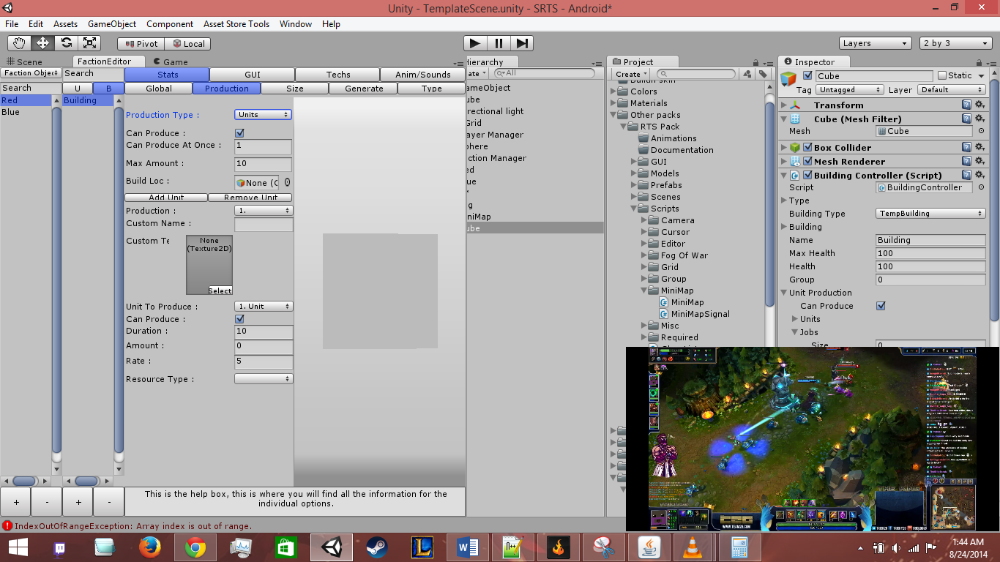 Unity - TemplateScene.unity - SRTS - Android*
File Edit Assets GameObject Component Asset Store Tools Window Help
Pivot Local Layers 2 by 3
Scene FactionEditor Game
Faction Objec Search Stats GUI Techs Anim/Sounds
Search U B Global Production Size Generate Type
Red Building
Blue
Production Type : Units
Can Produce :
Can Produce At Once : 1
Max Amount : 10
Build Loc : None (G
Add Unit Remove Unit
Production : 1.
Custom Name :
Custom Te None
(Texture2D)
Select
Unit To Produce : 1. Unit
Can Produce :
Duration : 10
Amount : 0
Rate : 5
Resource Type :
+ - + -
This is the help box, this is where you will find all the information for the
individual options.
IndexOutOfRangeException: Array index is out of range.
Hierarchy
ate All
ameObject
ube
irectional light
Grid
ayer Manager
phere
ction Manager
ed
ue
g
niMap
ube
Project
Create
Builtin skin
Colors
Materials
Other packs
RTS Pack
Animations
Documentation
GUI
Models
Prefabs
Scenes
Scripts
Camera
Cursor
Editor
Fog Of War
Grid
Group
MiniMap
MiniMap
MiniMapSignal
Misc
Required
Inspector
Cube Static
Tag Untagged Layer Default
Transform
Cube (Mesh Filter)
Mesh Cube
Box Collider
Mesh Renderer
Building Controller (Script)
Script BuildingController
Type
Building Type TempBuilding
Building
Name Building
Max Health 100
Health 100
Group 0
Unit Production
Can Produce
Units
Jobs
Size 0
WWW.TEAM2G.COM
1:44 AM
8/24/2014